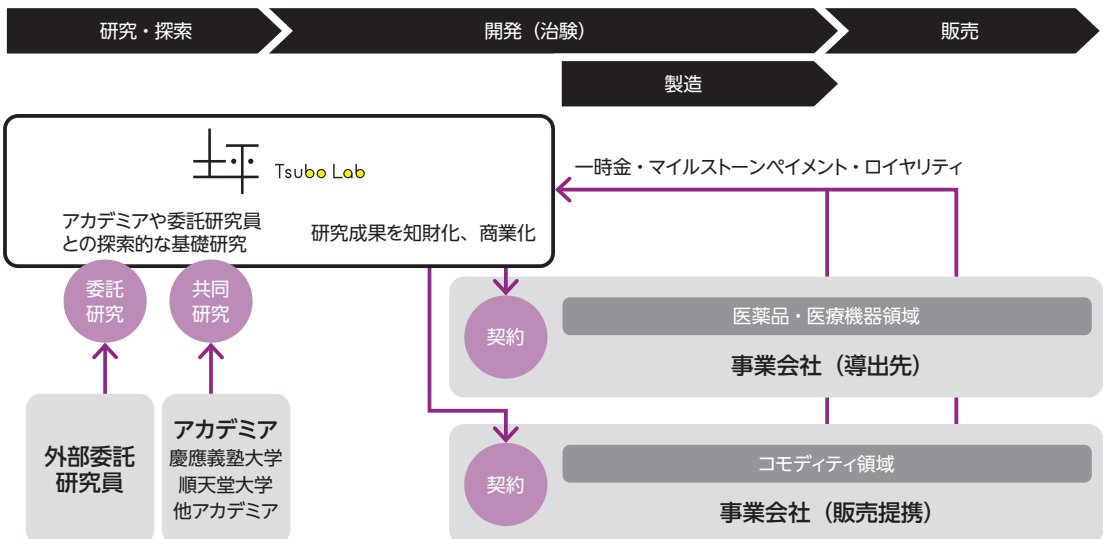 研究・探索
開発（治験）
販売
製造
Tsubo Lab
一時金・マイルストーンペイメント・ロイヤリティ
アカデミアや委託研究員
との探索的な基礎研究
研究成果を知財化、商業化
委託
研究
共同
研究
契約
医薬品・医療機器領域
事業会社（導出先）
外部委託
研究員
アカデミア
慶應義塾大学
順天堂大学
他アカデミア
契約
コモディティ領域
事業会社（販売提携）